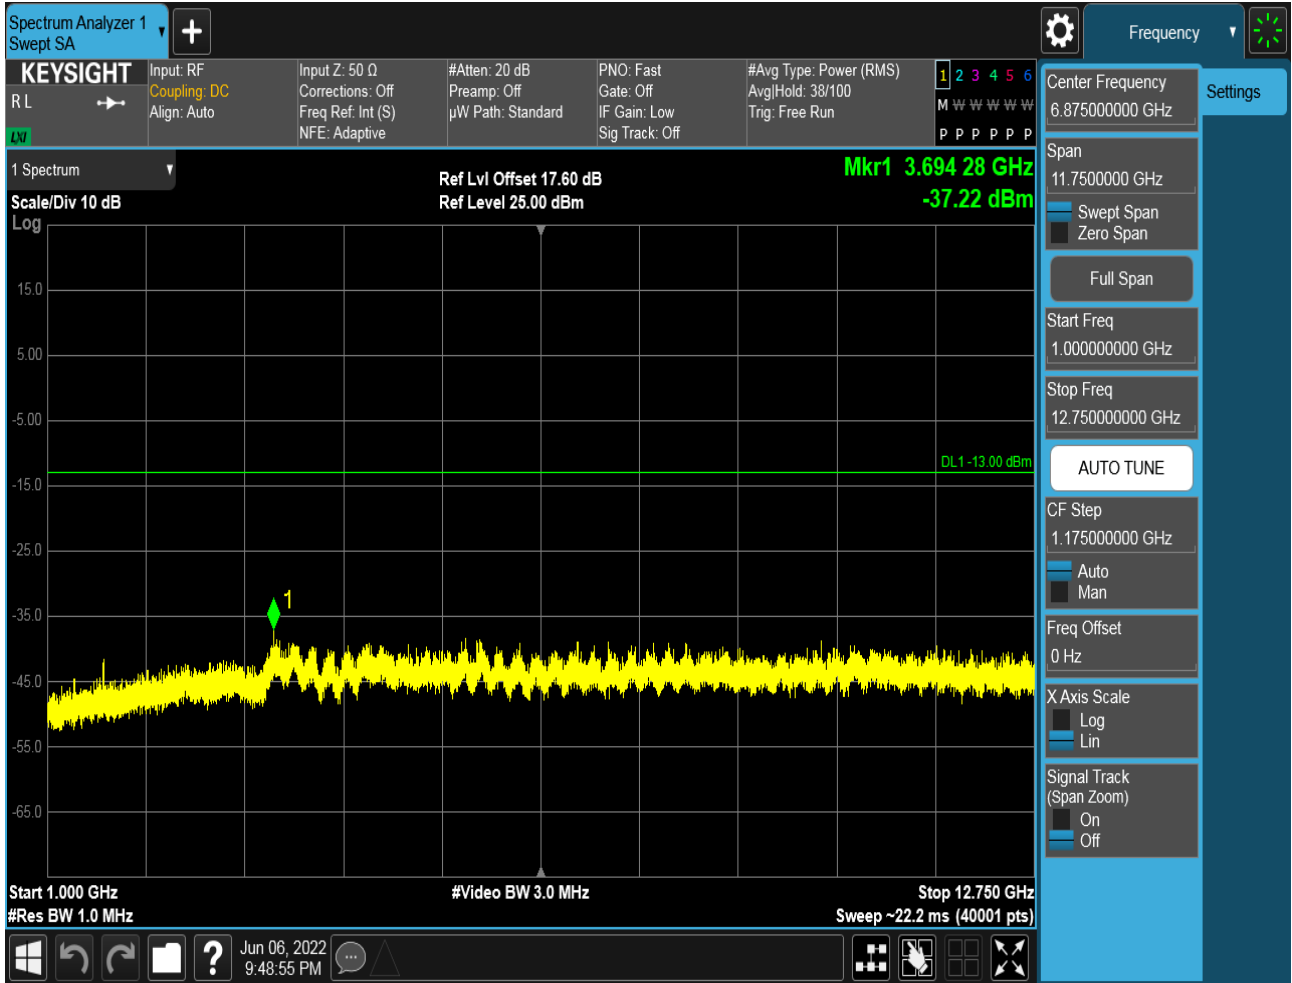 Spectrum Analyzer 1
Swept SA
Frequency
KEYSIGHT
R L
LXI
Input: RF
Coupling: DC
Align: Auto
Input Z: 50 Ω
Corrections: Off
Freq Ref: Int (S)
NFE: Adaptive
#Atten: 20 dB
Preamp: Off
µW Path: Standard
PNO: Fast
Gate: Off
IF Gain: Low
Sig Track: Off
#Avg Type: Power (RMS)
Avg|Hold: 38/100
Trig: Free Run
1 2 3 4 5 6
M W W W W W
P P P P P P
1 Spectrum
Scale/Div 10 dB
Log
Ref Lvl Offset 17.60 dB
Ref Level 25.00 dBm
Mkr1 3.694 28 GHz
-37.22 dBm
15.0
5.00
-5.00
DL1 -13.00 dBm
-15.0
-25.0
1
-35.0
-45.0
-55.0
-65.0
Start 1.000 GHz
#Res BW 1.0 MHz
#Video BW 3.0 MHz
Stop 12.750 GHz
Sweep ~22.2 ms (40001 pts)
Jun 06, 2022
9:48:55 PM
Center Frequency
6.875000000 GHz
Settings
Span
11.7500000 GHz
Swept Span
Zero Span
Full Span
Start Freq
1.000000000 GHz
Stop Freq
12.750000000 GHz
AUTO TUNE
CF Step
1.175000000 GHz
Auto
Man
Freq Offset
0 Hz
X Axis Scale
Log
Lin
Signal Track
(Span Zoom)
On
Off